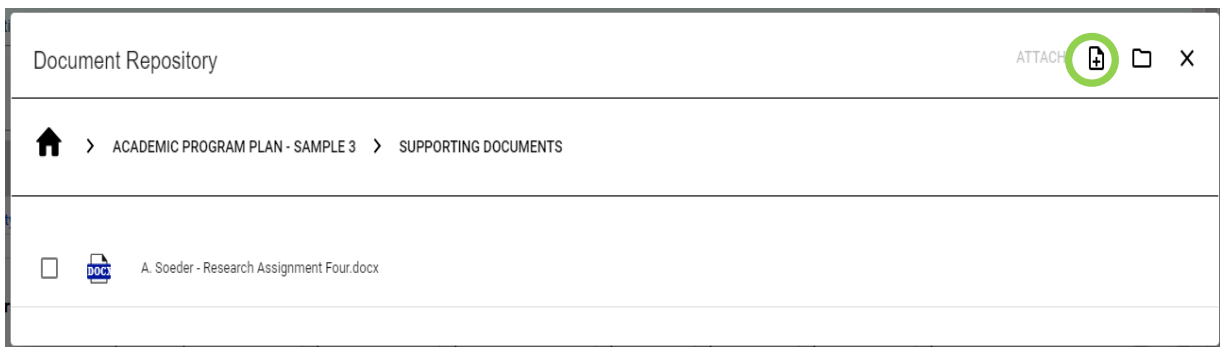 Document Repository
ATTACH
ACADEMIC PROGRAM PLAN - SAMPLE 3 > SUPPORTING DOCUMENTS
DOCX
A. Soeder - Research Assignment Four.docx